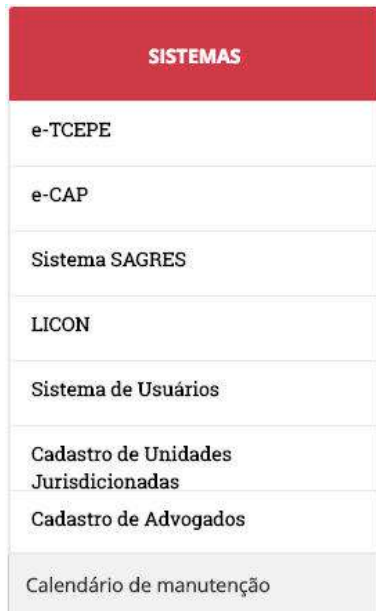 SISTEMAS
e-TCEPE
e-CAP
Sistema SAGRES
LICON
Sistema de Usuários
Cadastro de Unidades
Jurisdicionadas
Cadastro de Advogados
Calendário de manutenção